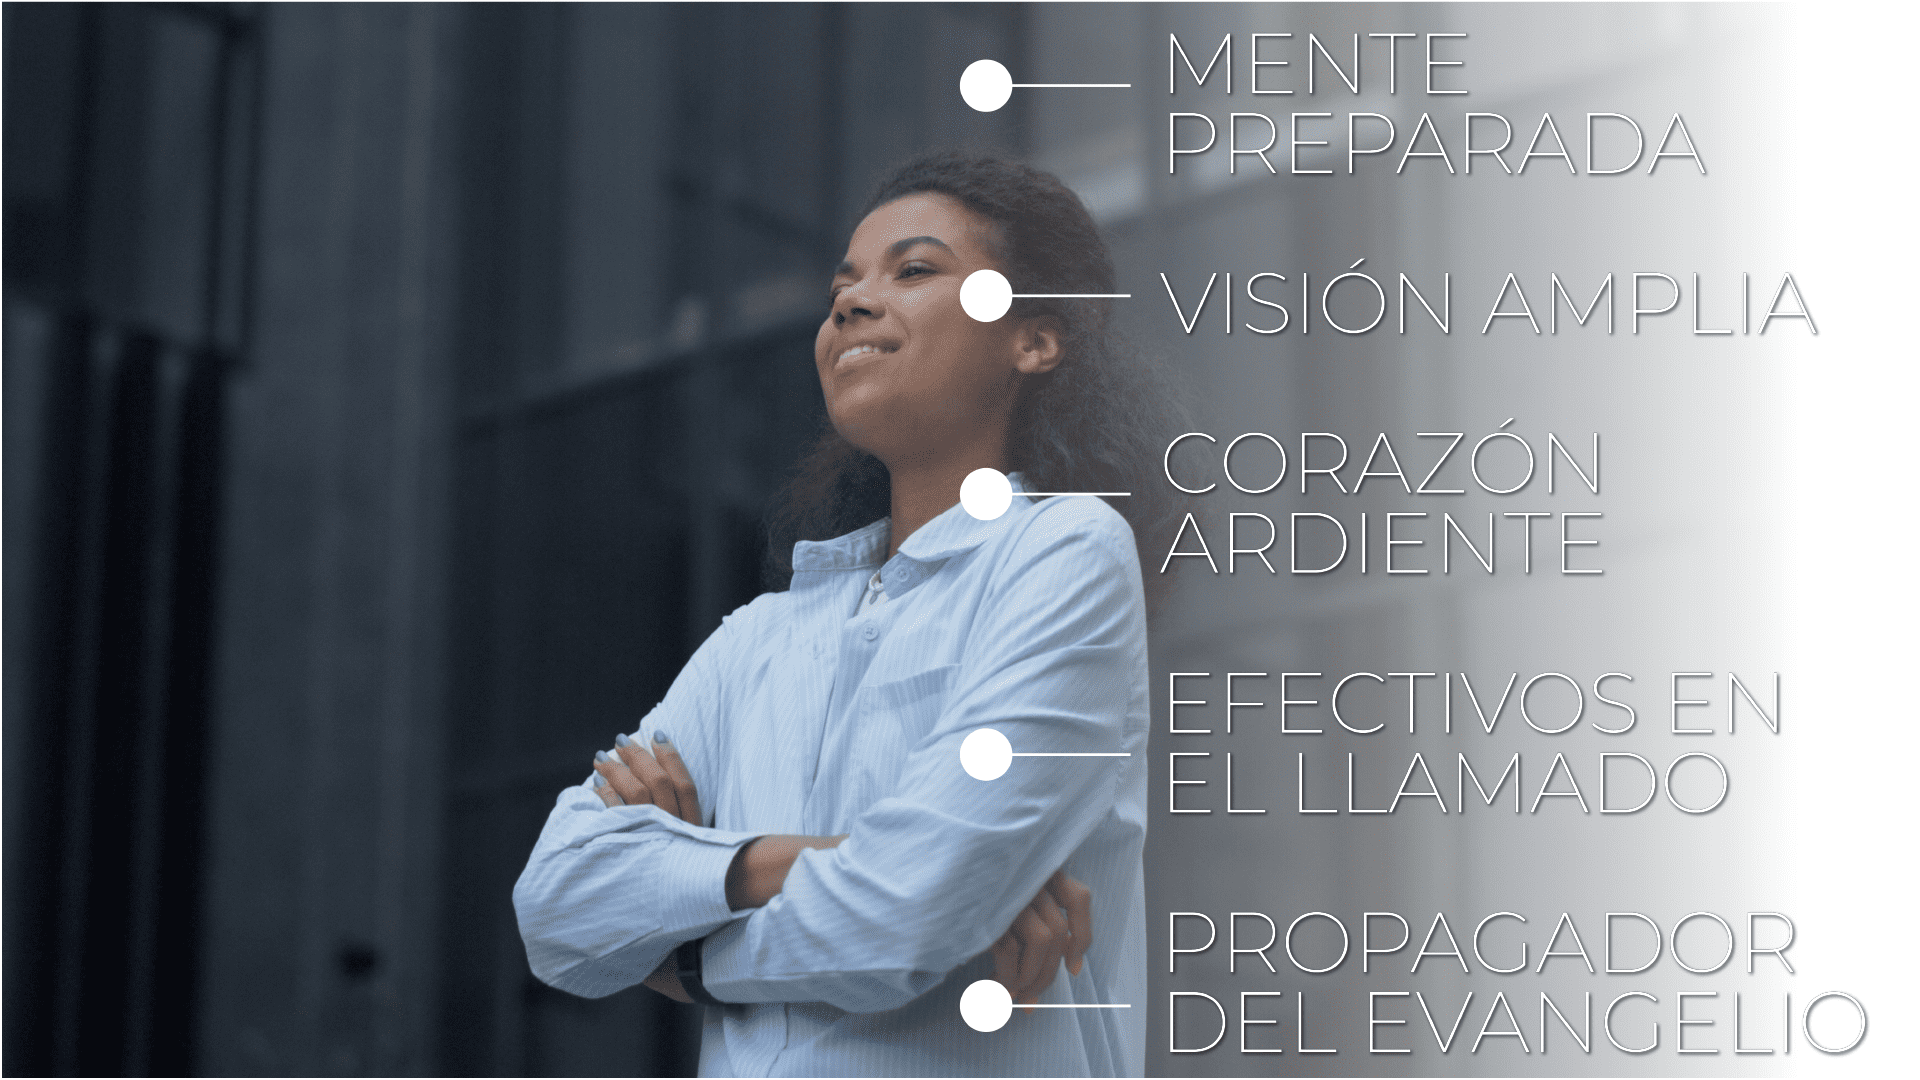 MENTE
PREPARADA
VISIÓN AMPLIA
CORAZÓN
ARDIENTE
EFECTIVOS EN
EL LLAMADO
PROPAGADOR
DEL EVANGELIO